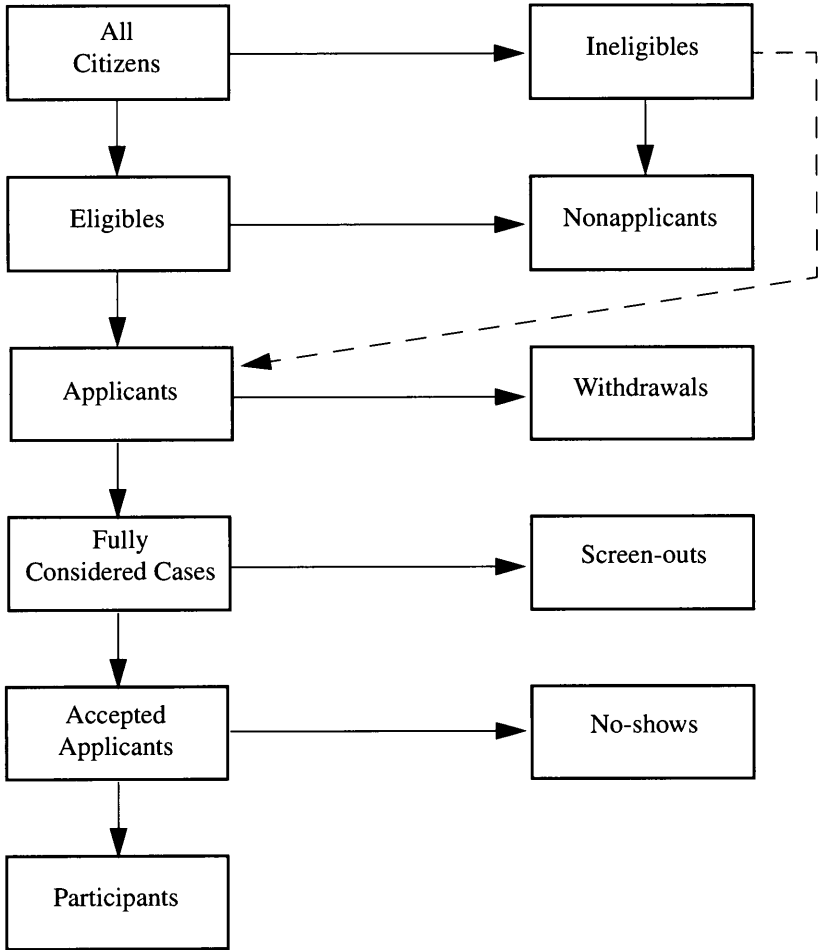 All
Citizens
Ineligibles
Eligibles
Nonapplicants
Applicants
Withdrawals
Fully
Considered Cases
Screen-outs
Accepted
Applicants
No-shows
Participants